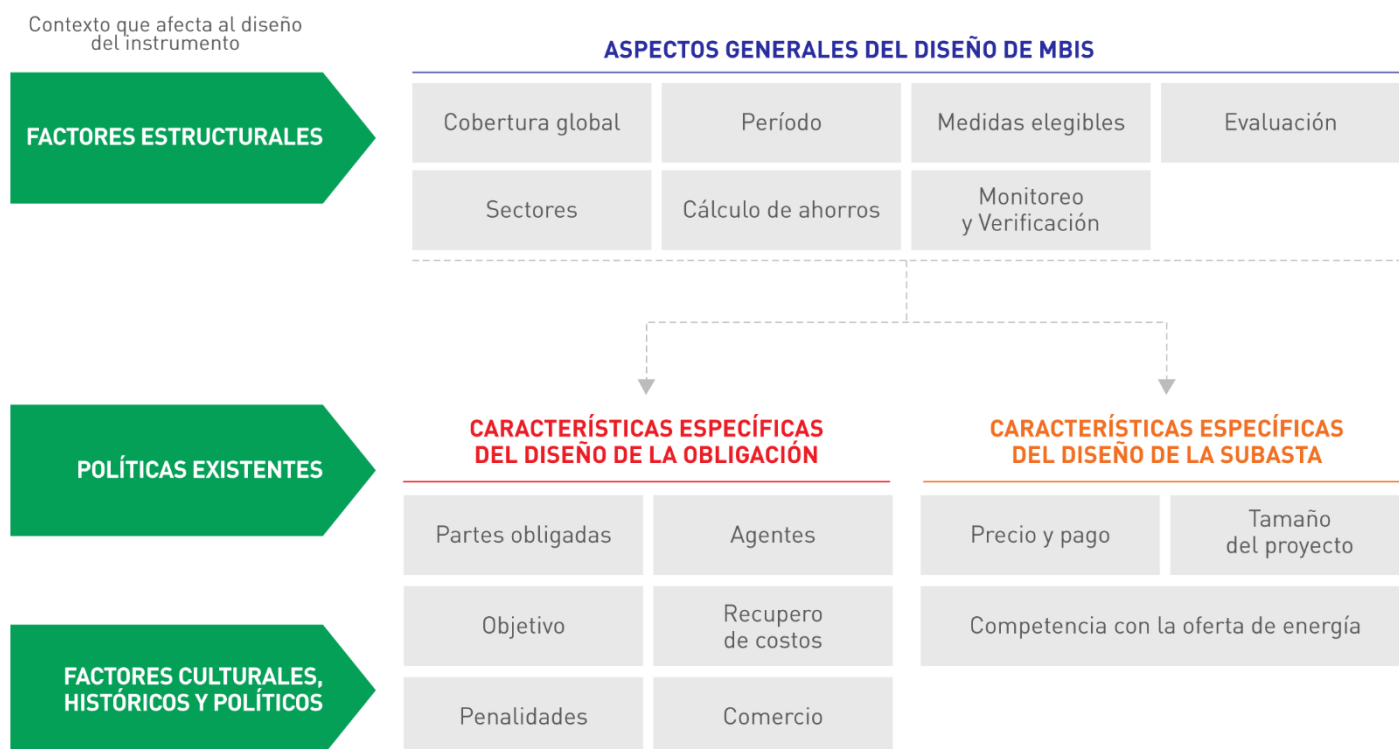 Contexto que afecta al diseño
del instrumento
ASPECTOS GENERALES DEL DISEÑO DE MBIS
FACTORES ESTRUCTURALES
Cobertura global
Período
Medidas elegibles
Evaluación
Sectores
Cálculo de ahorros
Monitoreo
y Verificación
POLÍTICAS EXISTENTES
CARACTERÍSTICAS ESPECÍFICAS
DEL DISEÑO DE LA OBLIGACIÓN
CARACTERÍSTICAS ESPECÍFICAS
DEL DISEÑO DE LA SUBASTA
Partes obligadas
Agentes
Precio y pago
Tamaño
del proyecto
Objetivo
Recupero
de costos
Competencia con la oferta de energía
FACTORES CULTURALES,
HISTÓRICOS Y POLÍTICOS
Penalidades
Comercio